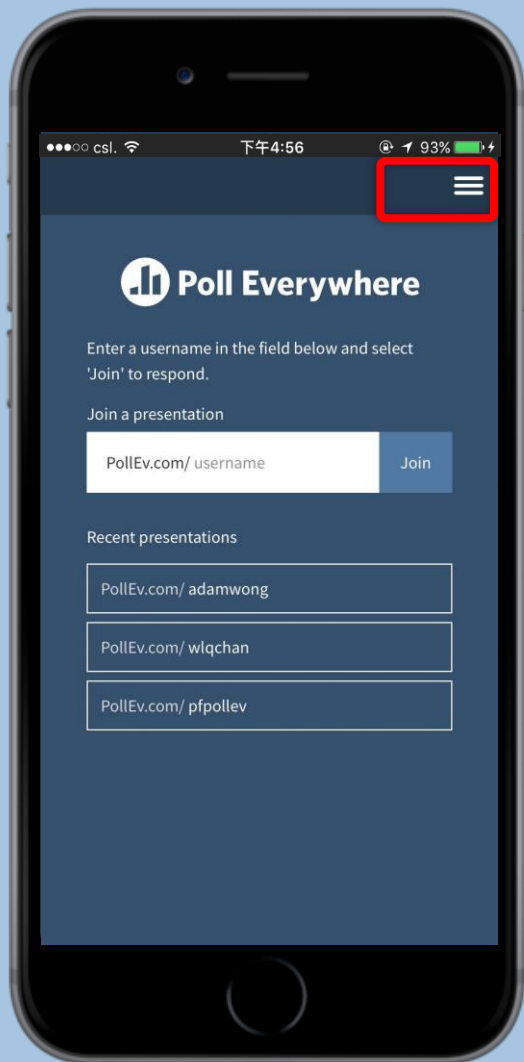 csl. 下午4:56 93%
Poll Everywhere
Enter a username in the field below and select
'Join' to respond.
Join a presentation
PollEv.com/ username Join
Recent presentations
PollEv.com/ adamwong
PollEv.com/ wlqchan
PollEv.com/ pfpollev